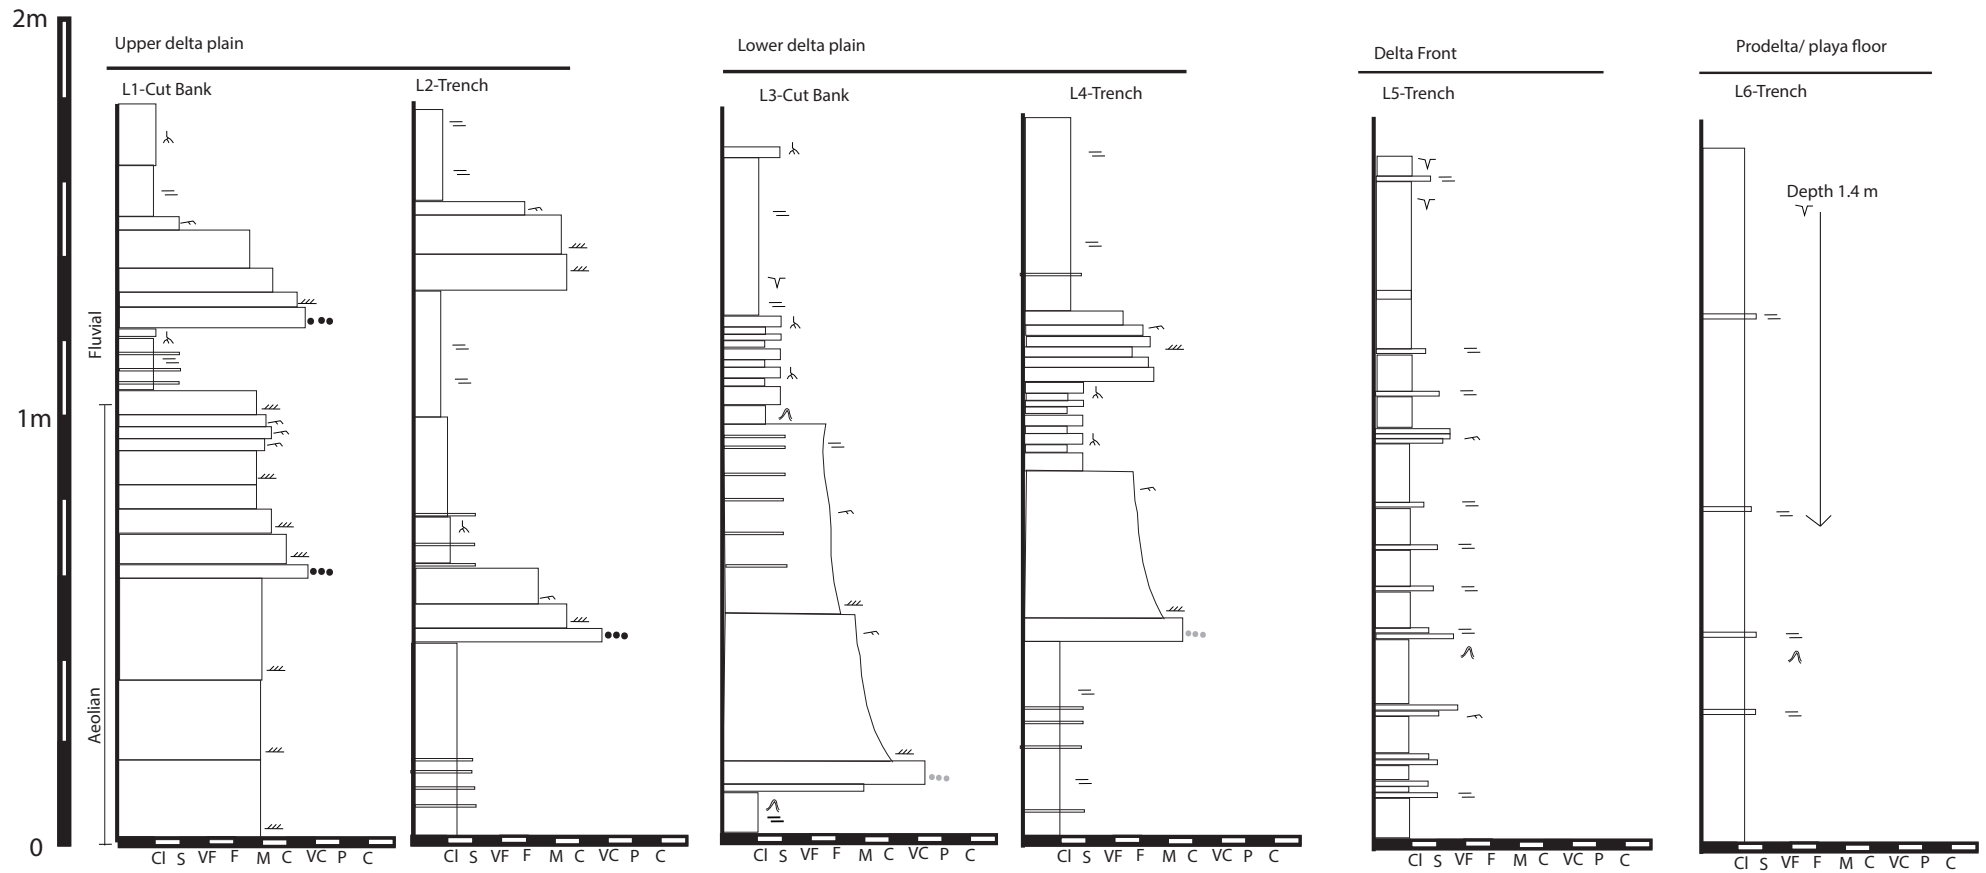 2m
1m
0
Upper delta plain
L1-Cut Bank
L2-Trench
Fluvial
Aeolian
Cl S VF F M C VC P C
Cl S VF F M C VC P C
Lower delta plain
L3-Cut Bank
L4-Trench
Cl S VF F M C VC P C
Cl S VF F M C VC P C
Delta Front
L5-Trench
Cl S VF F M C VC P C
Prodelta/ playa floor
L6-Trench
Depth 1.4 m
Cl S VF F M C VC P C